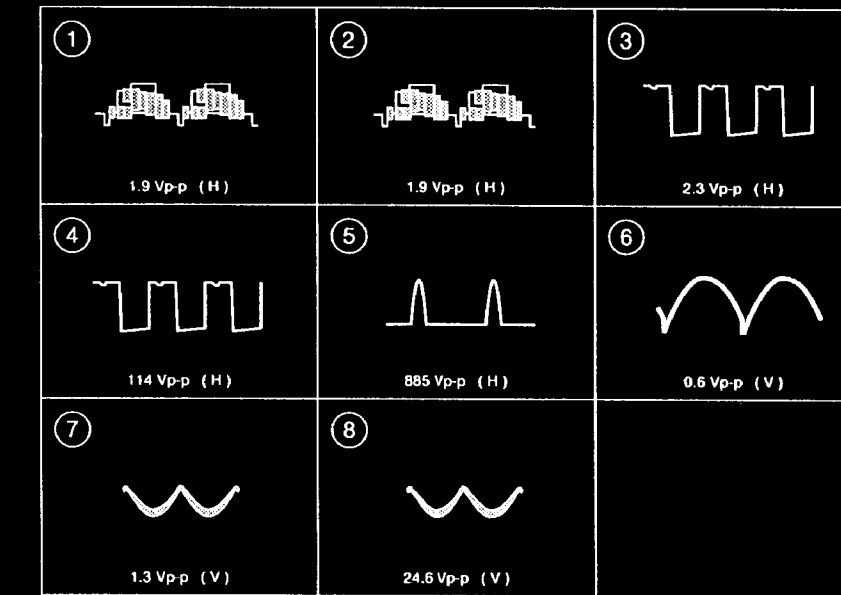 1 2 3
1.9 Vp-p (H) 1.9 Vp-p (H) 2.3 Vp-p (H)
4 5 6
114 Vp-p (H) 885 Vp-p (H) 0.6 Vp-p (V)
7 8
1.3 Vp-p (V) 24.6 Vp-p (V)